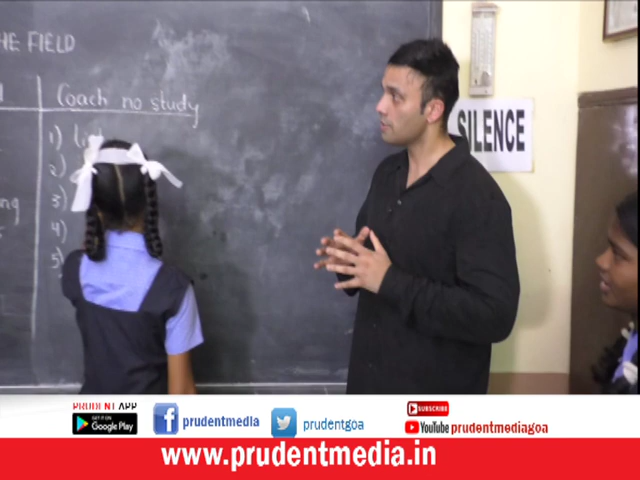 HE FIELD
Coach no study
1)
2)
3)
4)
5)
SILENCE
PRUDENT APP
GET IT ON
Google Play
prudentmedia
prudentgoa
SUBSCRIBE
YouTube prudentmediagoa
www.prudentmedia.in